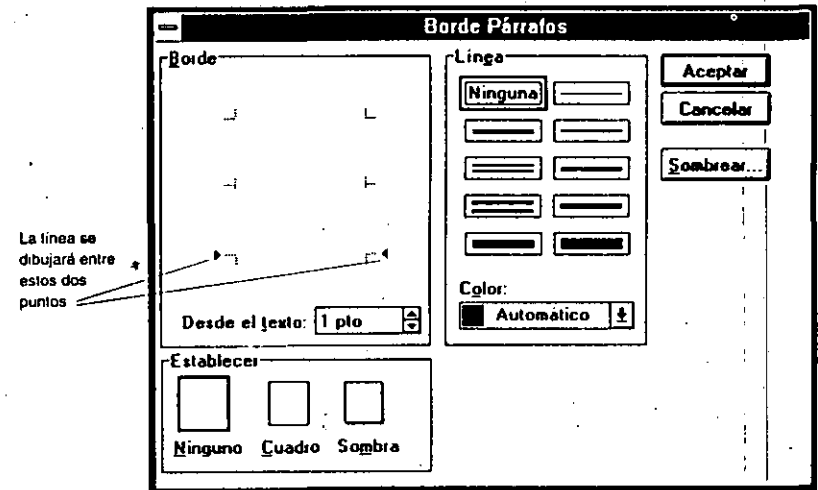 Borde Párrafos
Borde
Línea
Ninguna
Aceptar
Cancelar
Sombrear...
La línea se
dibujará entre
estos dos
puntos
Desde el texto: 1 pto
Color:
Automático
Establecer
Ninguno Cuadro Sombra